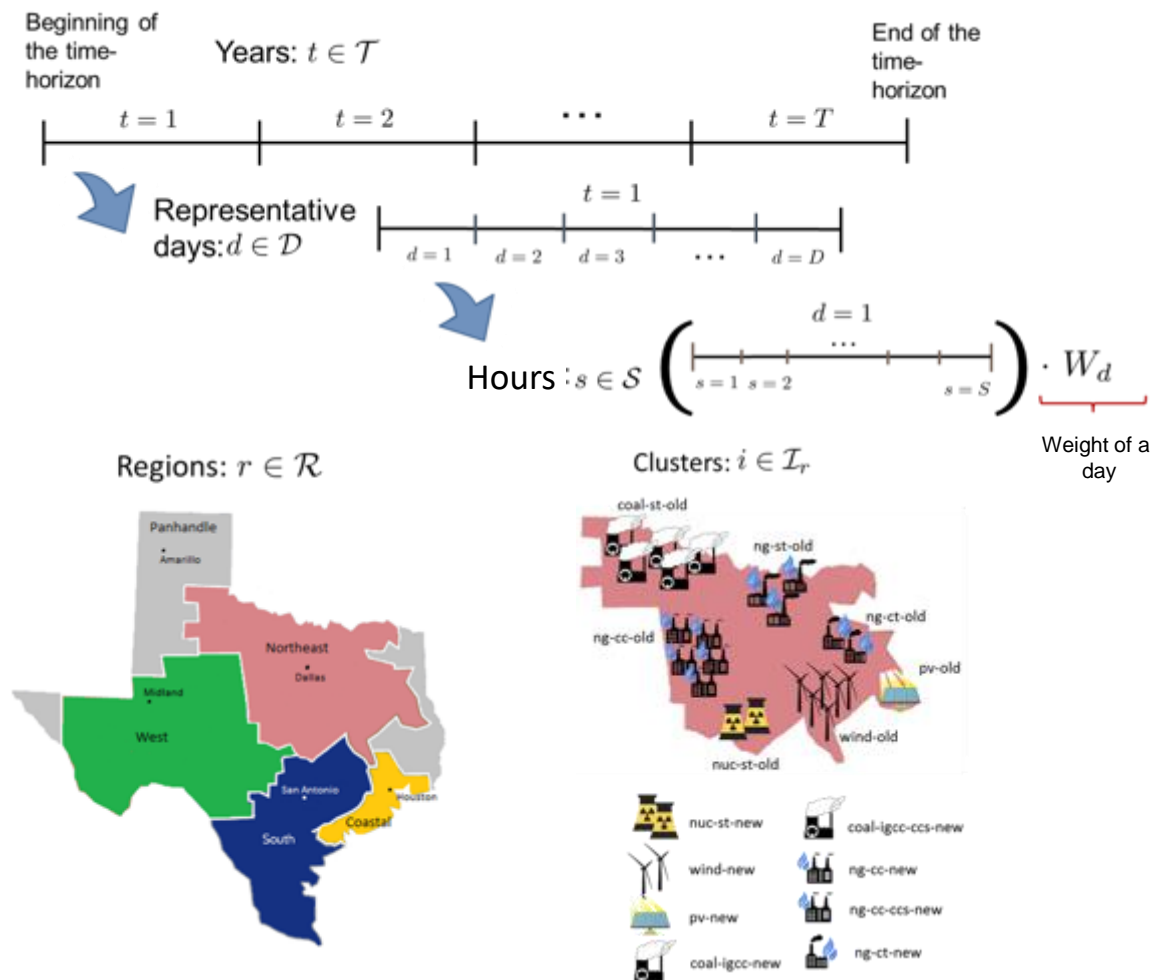 Beginning of
the time-
horizon
Years: t ∈ 𝒯
End of the
time-
horizon
t = 1
t = 2
...
t = T
Representative
days: d ∈ 𝒟
t = 1
d = 1
d = 2
d = 3
...
d = D
Hours : s ∈ 𝒮
d = 1
...
s = 1
s = 2
s = S
( ) · W_d
Weight of a
day
Regions: r ∈ ℛ
Panhandle
Amarillo
Northeast
Dallas
Midland
West
San Antonio
Houston
Coastal
South
Clusters: i ∈ ℐ_r
coal-st-old
ng-st-old
ng-ct-old
ng-cc-old
pv-old
wind-old
nuc-st-old
nuc-st-new
coal-igcc-ccs-new
wind-new
ng-cc-new
pv-new
ng-cc-ccs-new
coal-igcc-new
ng-ct-new